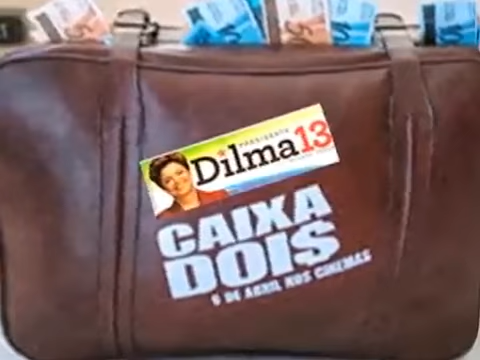 PRESIDENTE
Dilma13
CAIXA
DOI$
6 DE ABRIL NOS CINEMAS